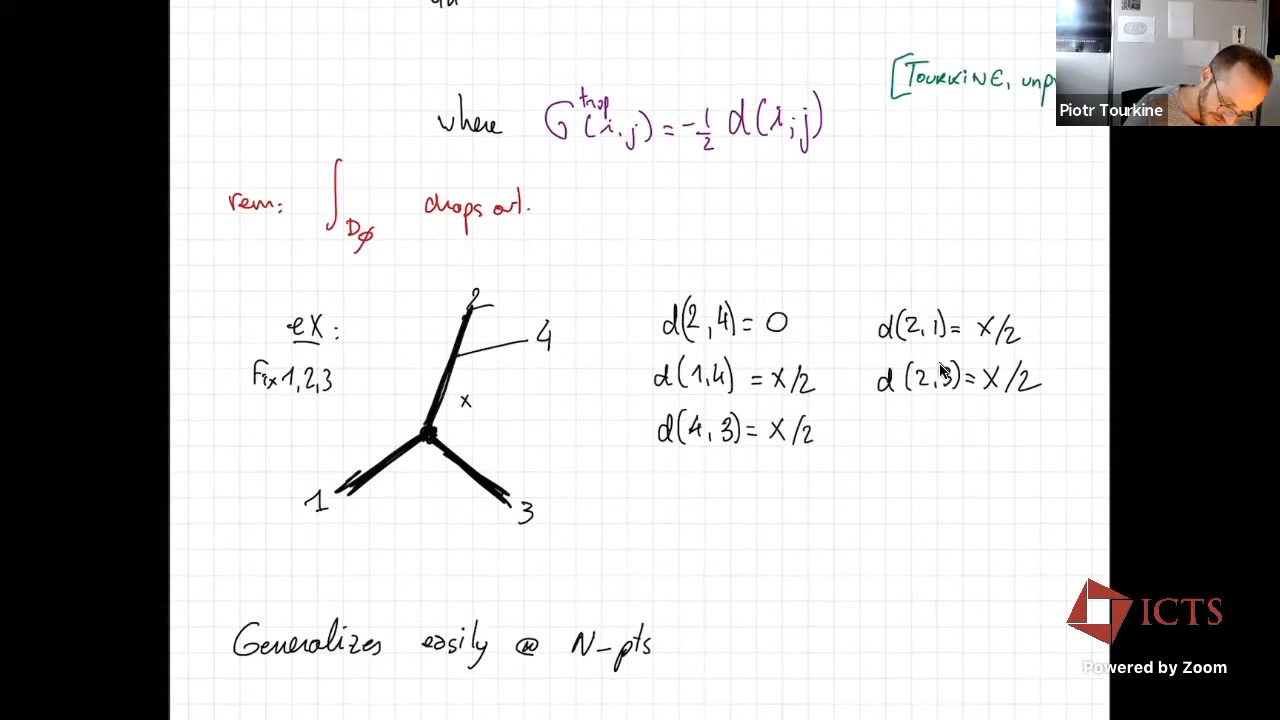 [TOURKINE, unp
Piotr Tourkine
where G^trop(i,j) = -1/2 d(i,j)
rem: ∫_D∅ drops out.
ex:
Fix 1,2,3
2
4
x
1
3
d(2,4) = 0
d(1,4) = x/2
d(4,3) = x/2
d(2,1) = x/2
d(2,3) = x/2
Generalizes easily @ N-pts
ICTS
Powered by Zoom